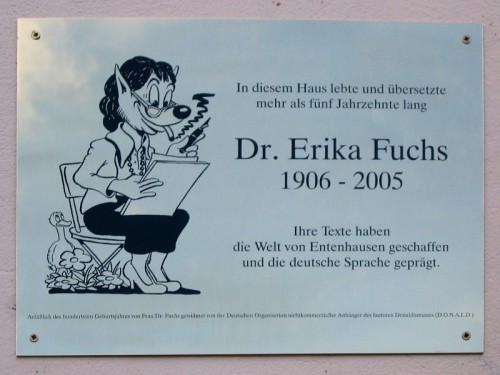 In diesem Haus lebte und übersetzte
mehr als fünf Jahrzehnte lang
Dr. Erika Fuchs
1906 - 2005
Ihre Texte haben
die Welt von Entenhausen geschaffen
und die deutsche Sprache geprägt.
Anläßlich des hundertsten Geburtsjahres von Frau Dr. Fuchs gewidmet von der Deutschen Organisation nichtkommerzieller Anhänger des lauteren Donaldismus (D.O.N.A.L.D.)